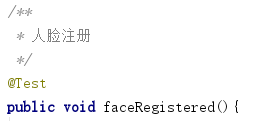 /**
 * 人脸注册
 */
@Test
public void faceRegistered(){